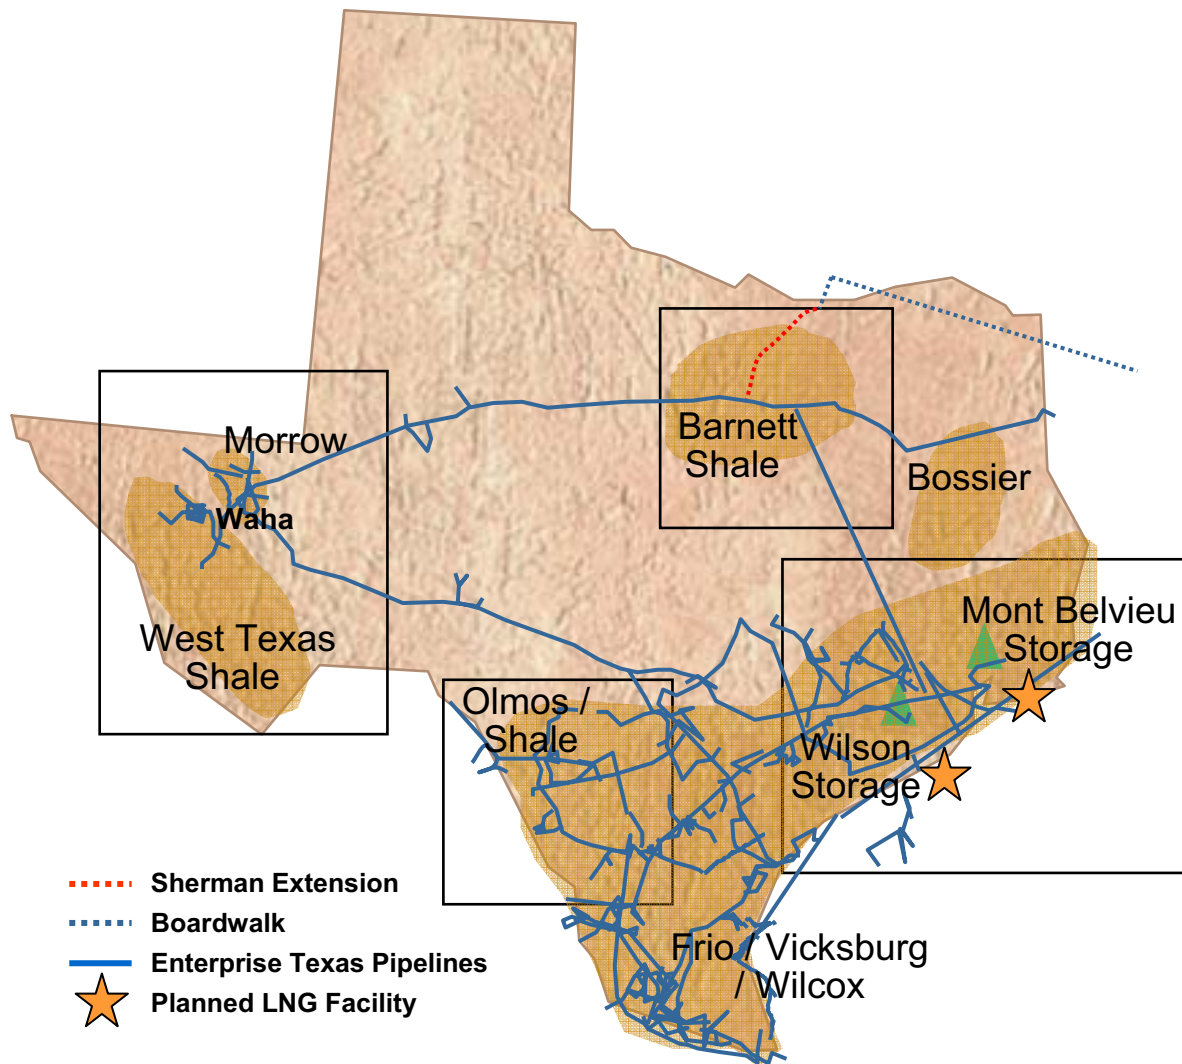 Morrow
Barnett
Shale
Bossier
Waha
West Texas
Shale
Mont Belvieu
Storage
Olmos /
Shale
Wilson
Storage
Frio / Vicksburg
/ Wilcox
Sherman Extension
Boardwalk
Enterprise Texas Pipelines
Planned LNG Facility